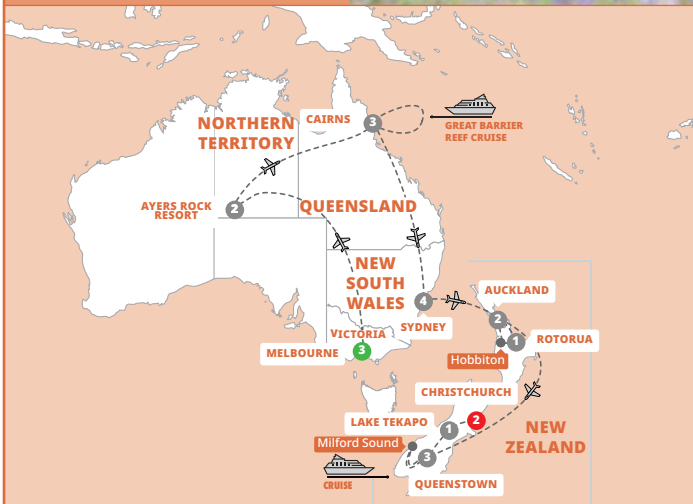 NORTHERN
TERRITORY
CAIRNS
3
GREAT BARRIER
REEF CRUISE
AYERS ROCK
RESORT
2
QUEENSLAND
NEW
SOUTH
WALES
4
SYDNEY
VICTORIA
MELBOURNE
3
AUCKLAND
2
1
ROTORUA
Hobbiton
CHRISTCHURCH
2
LAKE TEKAPO
1
Milford Sound
3
NEW
ZEALAND
CRUISE
QUEENSTOWN